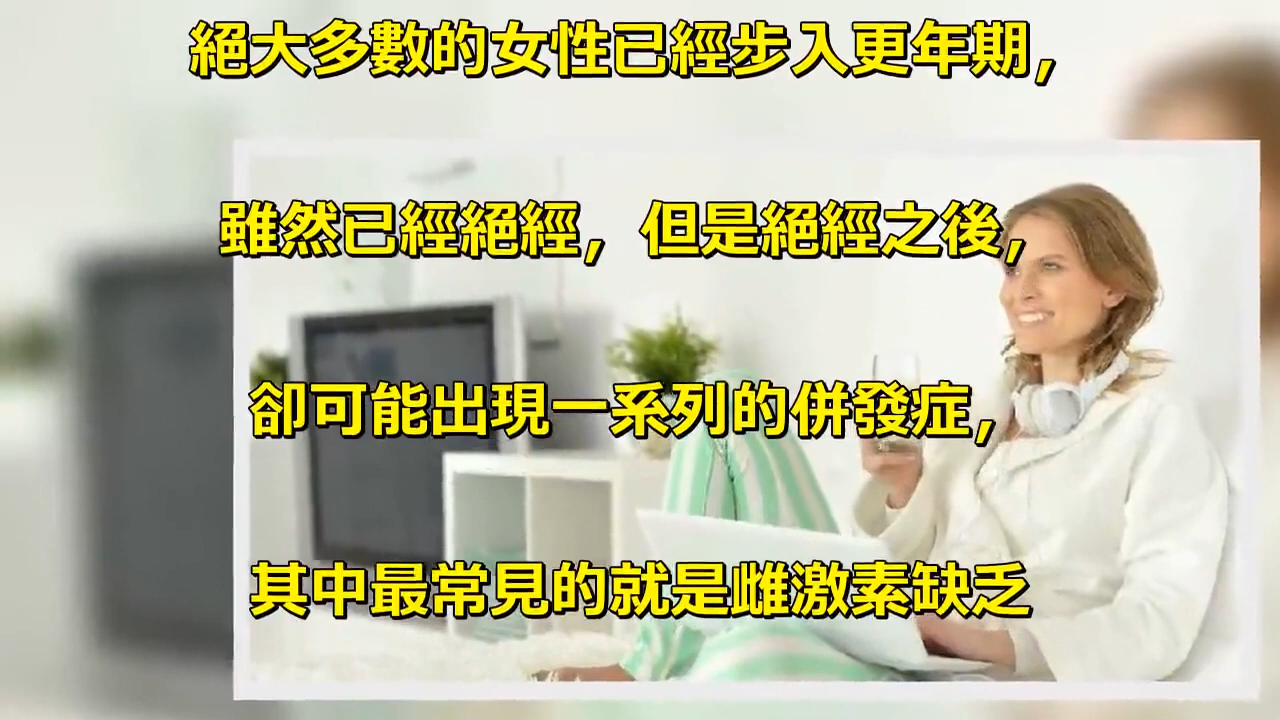 絕大多數的女性已經步入更年期，
雖然已經絕經，但是絕經之後，
卻可能出現一系列的併發症，
其中最常見的就是雌激素缺乏